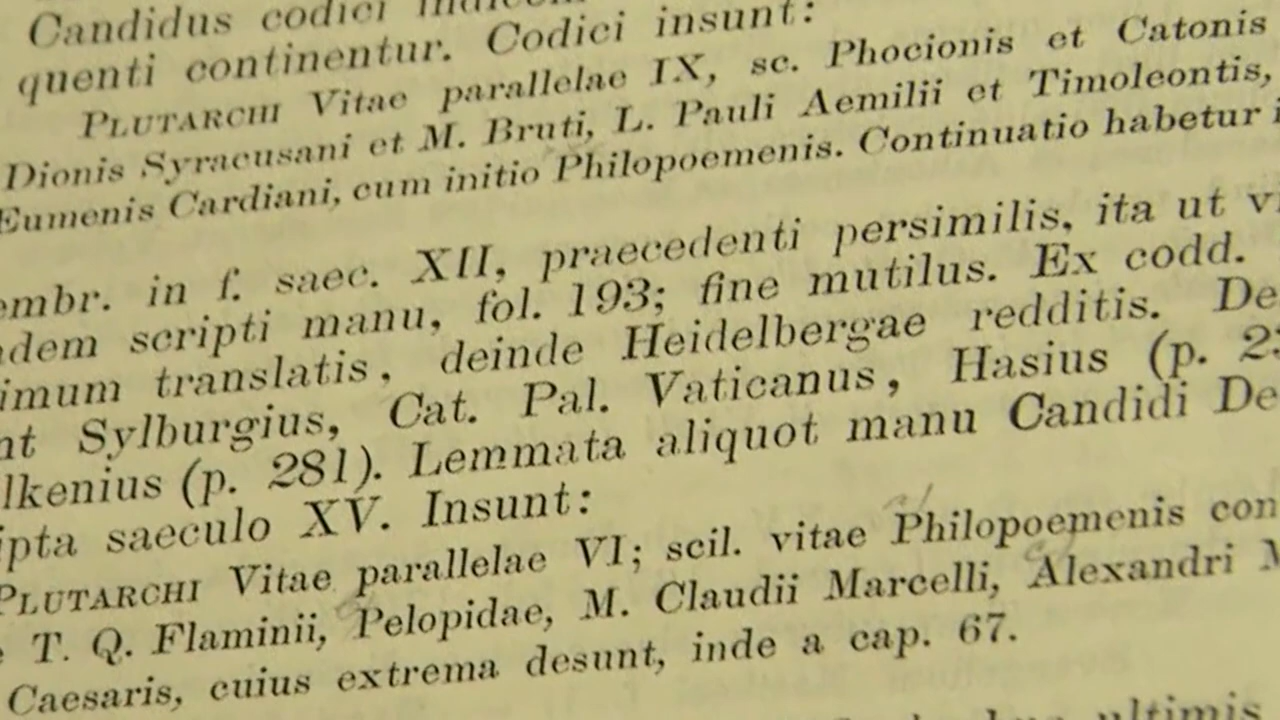 Candidus codici
quenti continentur. Codici insunt:
PLUTARCHI Vitae parallelae IX, sc. Phocionis et Catonis
Dionis Syracusani et M. Bruti, L. Pauli Aemilii et Timoleontis,
Eumenis Cardiani, cum initio Philopoemenis. Continuatio habetur
embr. in f. saec. XII, praecedenti persimilis, ita ut
dem scripti manu, fol. 193; fine mutilus. Ex codd.
imum translatis, deinde Heidelbergae redditis. De
nt Sylburgius, Cat. Pal. Vaticanus, Hasius (p.
lkenius (p. 281). Lemmata aliquot manu Candidi De
ipta saeculo XV. Insunt:
PLUTARCHI Vitae parallelae VI; scil. vitae Philopoemenis con
T. Q. Flaminii, Pelopidae, M. Claudii Marcelli, Alexandri
Caesaris, cuius extrema desunt, inde a cap. 67.
ultimis